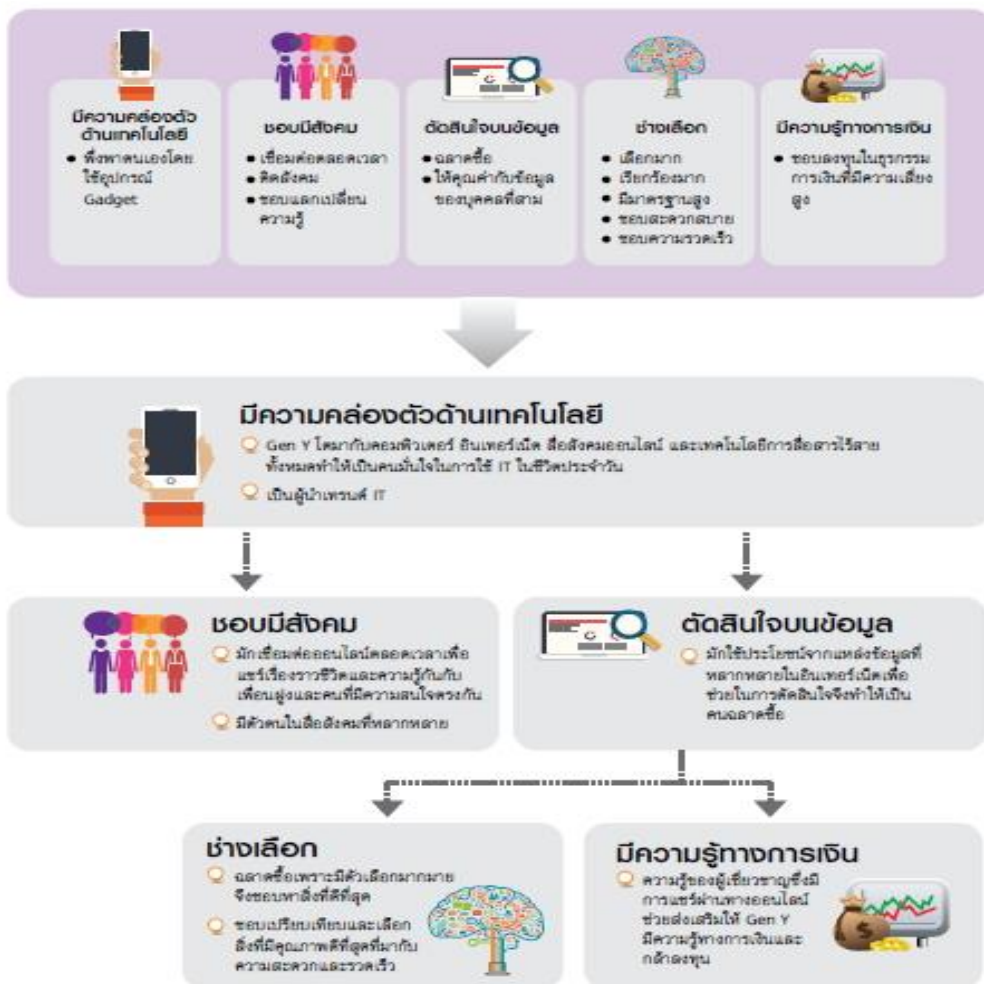 มีความคล่องตัว
ด้านเทคโนโลยี
● พึ่งพาตนเองโดย
ใช้อุปกรณ์
Gadget
ชอบมีสังคม
● เชื่อมต่อตลอดเวลา
● ติดสังคม
● ชอบแลกเปลี่ยน
ความรู้
ตัดสินใจบนข้อมูล
● ฉลาดซื้อ
● ให้คุณค่ากับข้อมูล
ของบุคคลที่สาม
ช่างเลือก
● เลือกมาก
● เรียกร้องมาก
● มีมาตรฐานสูง
● ชอบสะดวกสบาย
● ชอบความรวดเร็ว
มีความรู้ทางการเงิน
● ชอบลงทุนในธุรกรรม
การเงินที่มีความเสี่ยง
สูง
มีความคล่องตัวด้านเทคโนโลยี
Gen Y โตมากับคอมพิวเตอร์ อินเทอร์เน็ต สื่อสังคมออนไลน์ และเทคโนโลยีการสื่อสารไร้สาย
ทั้งหมดทำให้เป็นคนมั่นใจในการใช้ IT ในชีวิตประจำวัน
เป็นผู้นำเทรนด์ IT
ชอบมีสังคม
มักเชื่อมต่อออนไลน์ตลอดเวลาเพื่อ
แชร์เรื่องราวชีวิตและความรู้กันกับ
เพื่อนฝูงและคนที่มีความสนใจตรงกัน
มีตัวตนในสื่อสังคมที่หลากหลาย
ตัดสินใจบนข้อมูล
มักใช้ประโยชน์จากแหล่งข้อมูลที่
หลากหลายในอินเทอร์เน็ตเพื่อ
ช่วยในการตัดสินใจจึงทำให้เป็น
คนฉลาดซื้อ
ช่างเลือก
ฉลาดซื้อเพราะมีตัวเลือกมากมาย
จึงชอบหาสิ่งที่ดีที่สุด
ชอบเปรียบเทียบและเลือก
สิ่งที่มีคุณภาพดีที่สุดที่มากับ
ความสะดวกและรวดเร็ว
มีความรู้ทางการเงิน
ความรู้ของผู้เชี่ยวชาญซึ่งมี
การแชร์ผ่านทางออนไลน์
ช่วยส่งเสริมให้ Gen Y
มีความรู้ทางการเงินและ
กล้าลงทุน